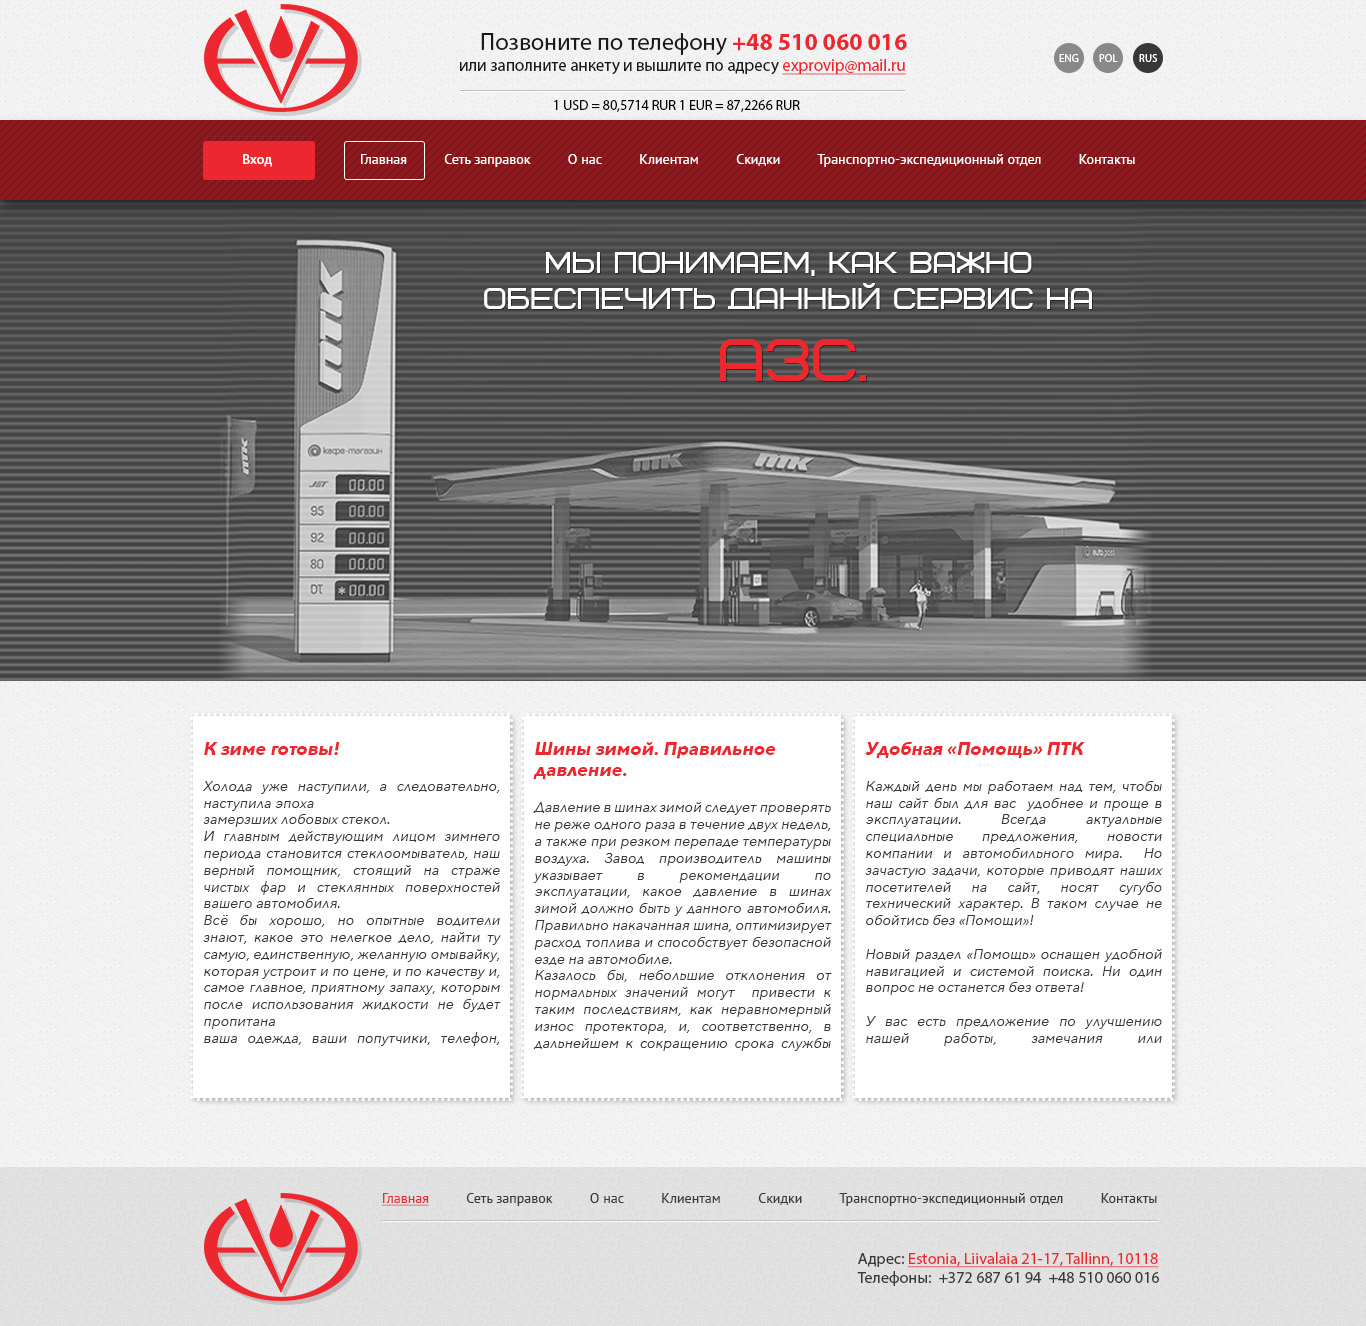 Позвоните по телефону +48 510 060 016
или заполните анкету и вышлите по адресу exprovip@mail.ru
1 USD = 80,5714 RUR 1 EUR = 87,2266 RUR
ENG POL RUS
Вход Главная Сеть заправок О нас Клиентам Скидки Транспортно-экспедиционный отдел Контакты
МЫ ПОНИМАЕМ, КАК ВАЖНО
ОБЕСПЕЧИТЬ ДАННЫЙ СЕРВИС НА
АЗС.
ПТК
ПТК
кафе-магазин
JET 00.00
95 00.00
92 00.00
80 00.00
DT *00.00
ПТК ПТК
К зиме готовы!
Холода уже наступили, а следовательно,
наступила эпоха
замерзших лобовых стекол.
И главным действующим лицом зимнего
периода становится стеклоомыватель, наш
верный помощник, стоящий на страже
чистых фар и стеклянных поверхностей
вашего автомобиля.
Всё бы хорошо, но опытные водители
знают, какое это нелегкое дело, найти ту
самую, единственную, желанную омывайку,
которая устроит и по цене, и по качеству и,
самое главное, приятному запаху, которым
после использования жидкости не будет
пропитана
ваша одежда, ваши попутчики, телефон,
Шины зимой. Правильное
давление.
Давление в шинах зимой следует проверять
не реже одного раза в течение двух недель,
а также при резком перепаде температуры
воздуха. Завод производитель машины
указывает в рекомендации по
эксплуатации, какое давление в шинах
зимой должно быть у данного автомобиля.
Правильно накачанная шина, оптимизирует
расход топлива и способствует безопасной
езде на автомобиле.
Казалось бы, небольшие отклонения от
нормальных значений могут привести к
таким последствиям, как неравномерный
износ протектора, и, соответственно, в
дальнейшем к сокращению срока службы
Удобная «Помощь» ПТК
Каждый день мы работаем над тем, чтобы
наш сайт был для вас удобнее и проще в
эксплуатации. Всегда актуальные
специальные предложения, новости
компании и автомобильного мира. Но
зачастую задачи, которые приводят наших
посетителей на сайт, носят сугубо
технический характер. В таком случае не
обойтись без «Помощи»!
Новый раздел «Помощь» оснащен удобной
навигацией и системой поиска. Ни один
вопрос не останется без ответа!
У вас есть предложение по улучшению
нашей работы, замечания или
Главная Сеть заправок О нас Клиентам Скидки Транспортно-экспедиционный отдел Контакты
Адрес: Estonia, Liivalaia 21-17, Tallinn, 10118
Телефоны: +372 687 61 94 +48 510 060 016